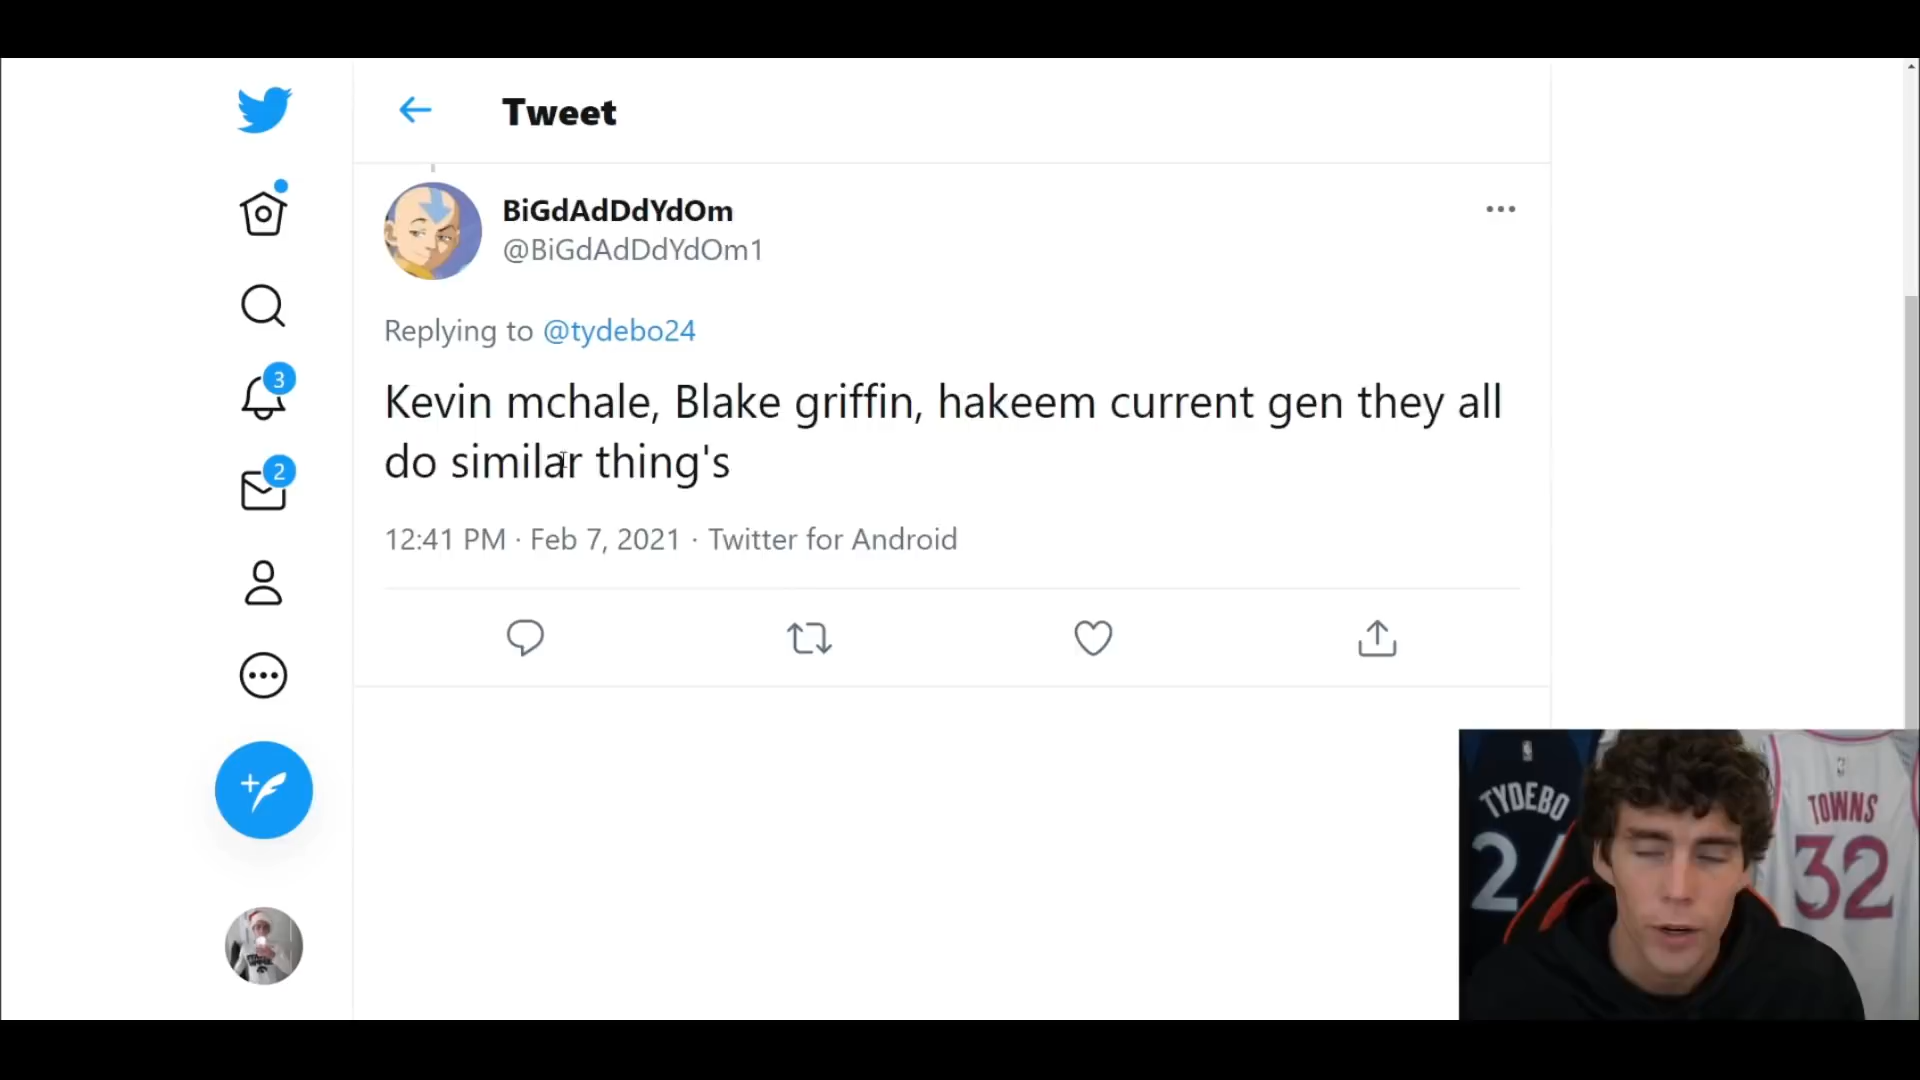 Tweet
BiGdAdDdYdOm
@BiGdAdDdYdOm1
Replying to @tydebo24
3
Kevin mchale, Blake griffin, hakeem current gen they all
do similar thing's
2
12:41 PM · Feb 7, 2021 · Twitter for Android
TYDEBO
TOWNS
32